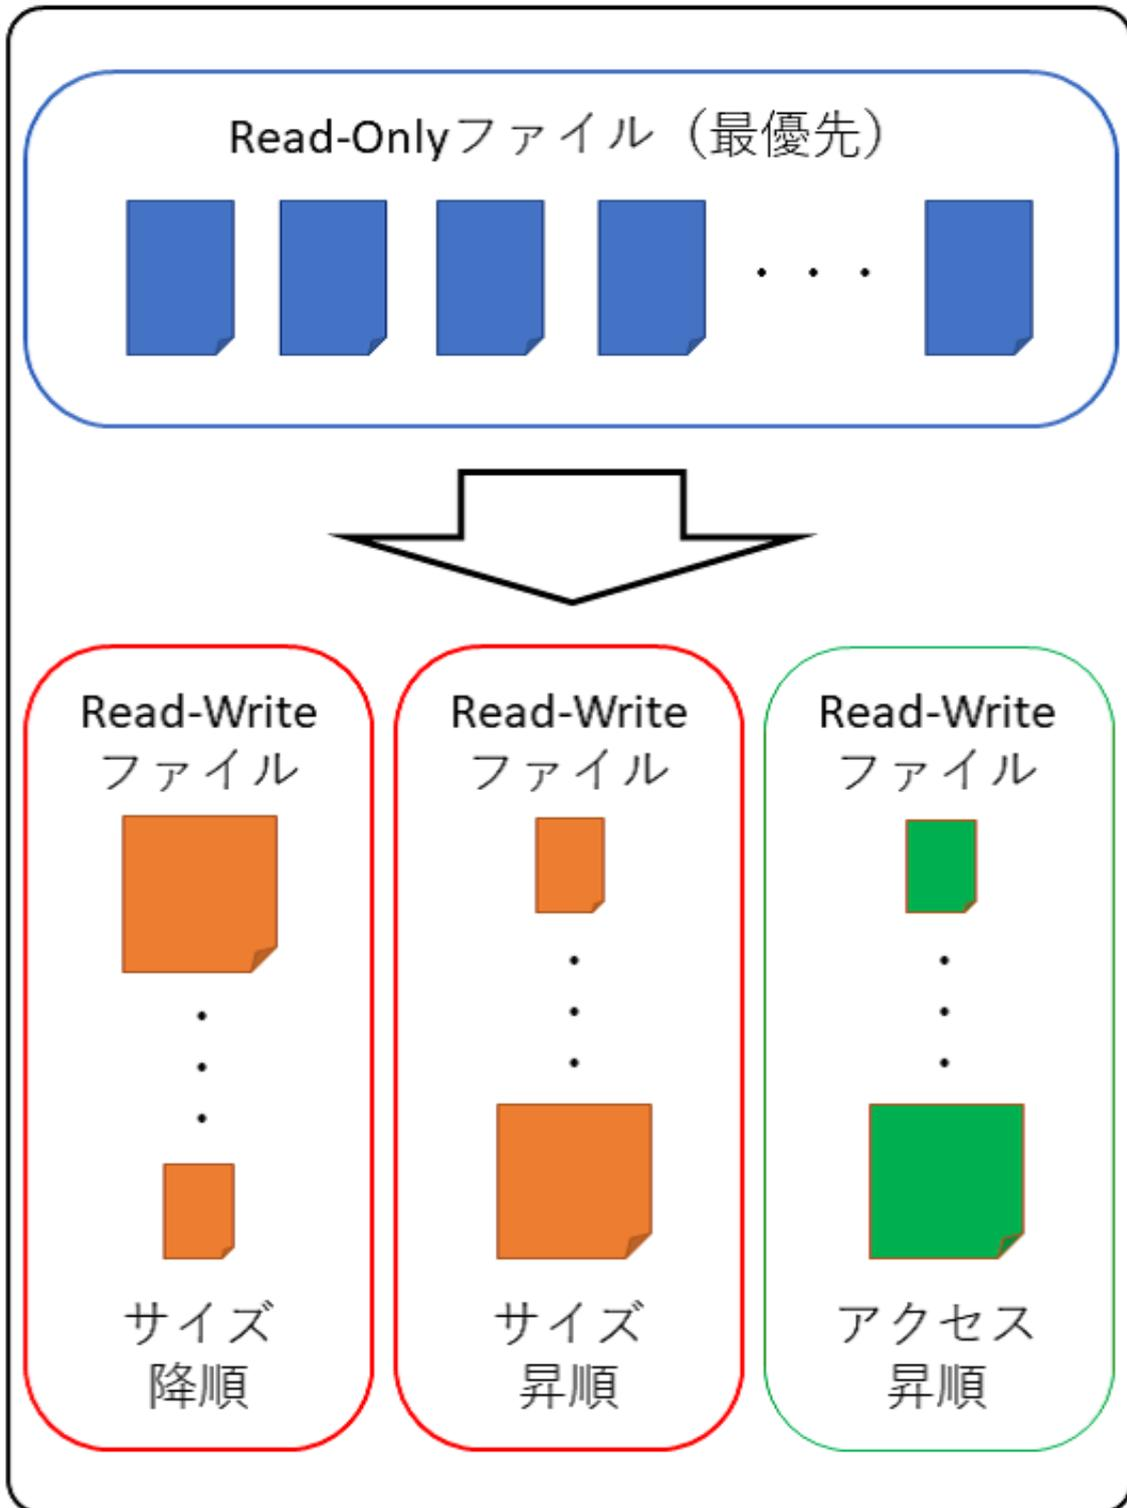 Read-Onlyファイル（最優先）
Read-Write
ファイル
サイズ
降順
Read-Write
ファイル
サイズ
昇順
Read-Write
ファイル
アクセス
昇順